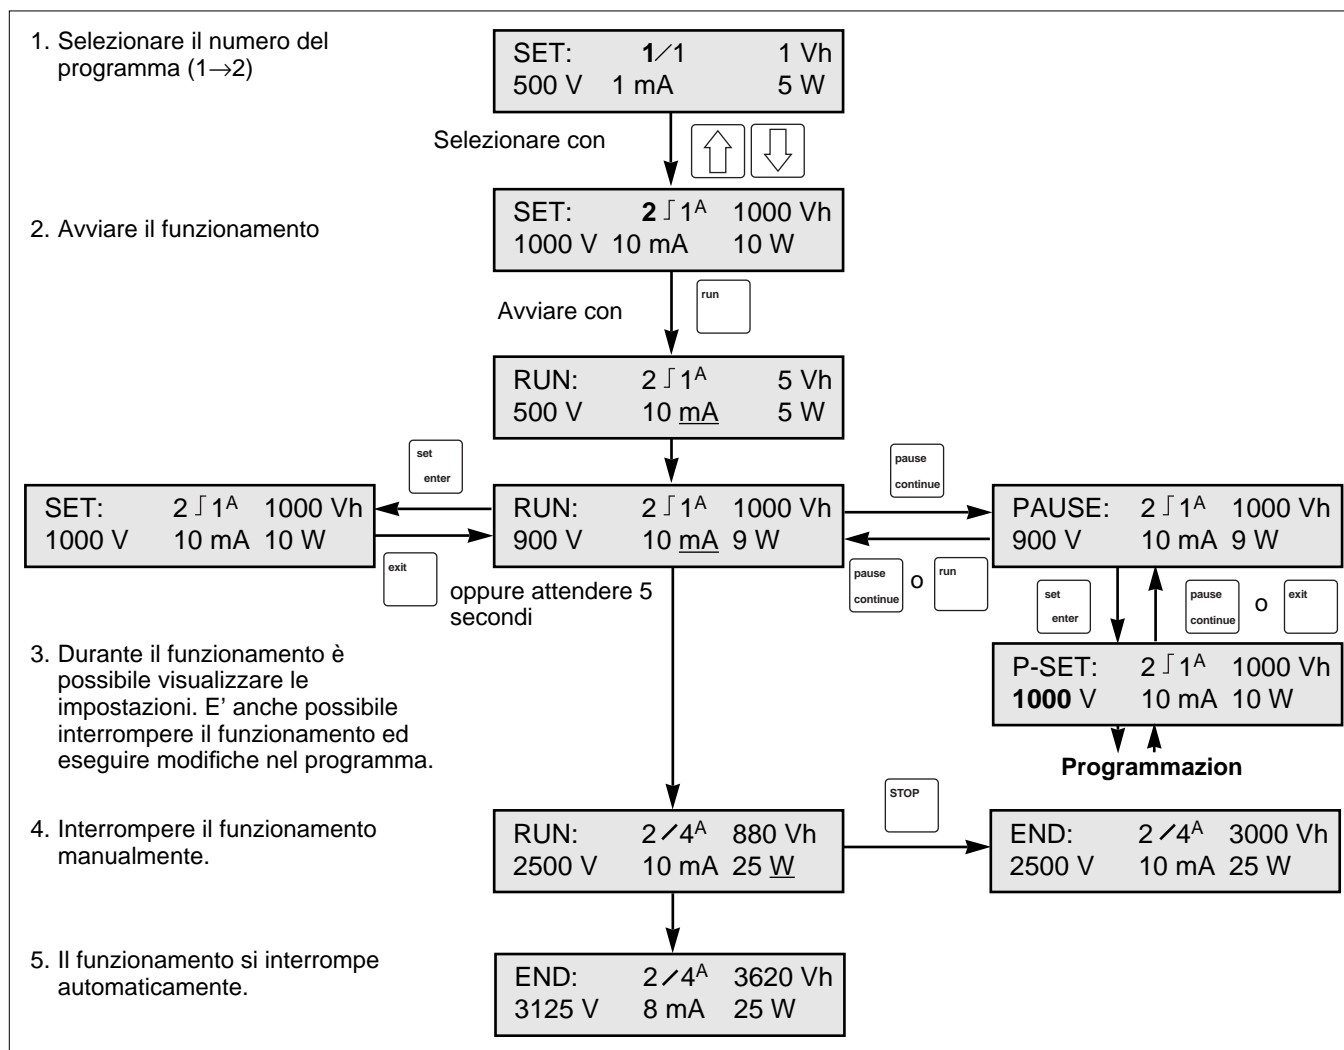 1. Selezionare il numero del
programma (1→2)
SET: 1/1 1 Vh
500 V 1 mA 5 W
Selezionare con
2. Avviare il funzionamento
SET: 2 ⌡ 1A 1000 Vh
1000 V 10 mA 10 W
Avviare con
run
RUN: 2 ⌡ 1A 5 Vh
500 V 10 mA 5 W
set
enter
pause
continue
SET: 2 ⌡ 1A 1000 Vh
1000 V 10 mA 10 W
RUN: 2 ⌡ 1A 1000 Vh
900 V 10 mA 9 W
PAUSE: 2 ⌡ 1A 1000 Vh
900 V 10 mA 9 W
exit
oppure attendere 5
secondi
pause
continue
o
run
set
enter
pause
continue
o
exit
3. Durante il funzionamento è
possibile visualizzare le
impostazioni. E' anche possibile
interrompere il funzionamento ed
eseguire modifiche nel programma.
P-SET: 2 ⌡ 1A 1000 Vh
1000 V 10 mA 10 W
Programmazion
4. Interrompere il funzionamento
manualmente.
RUN: 2 / 4A 880 Vh
2500 V 10 mA 25 W
STOP
END: 2 / 4A 3000 Vh
2500 V 10 mA 25 W
5. Il funzionamento si interrompe
automaticamente.
END: 2 / 4A 3620 Vh
3125 V 8 mA 25 W